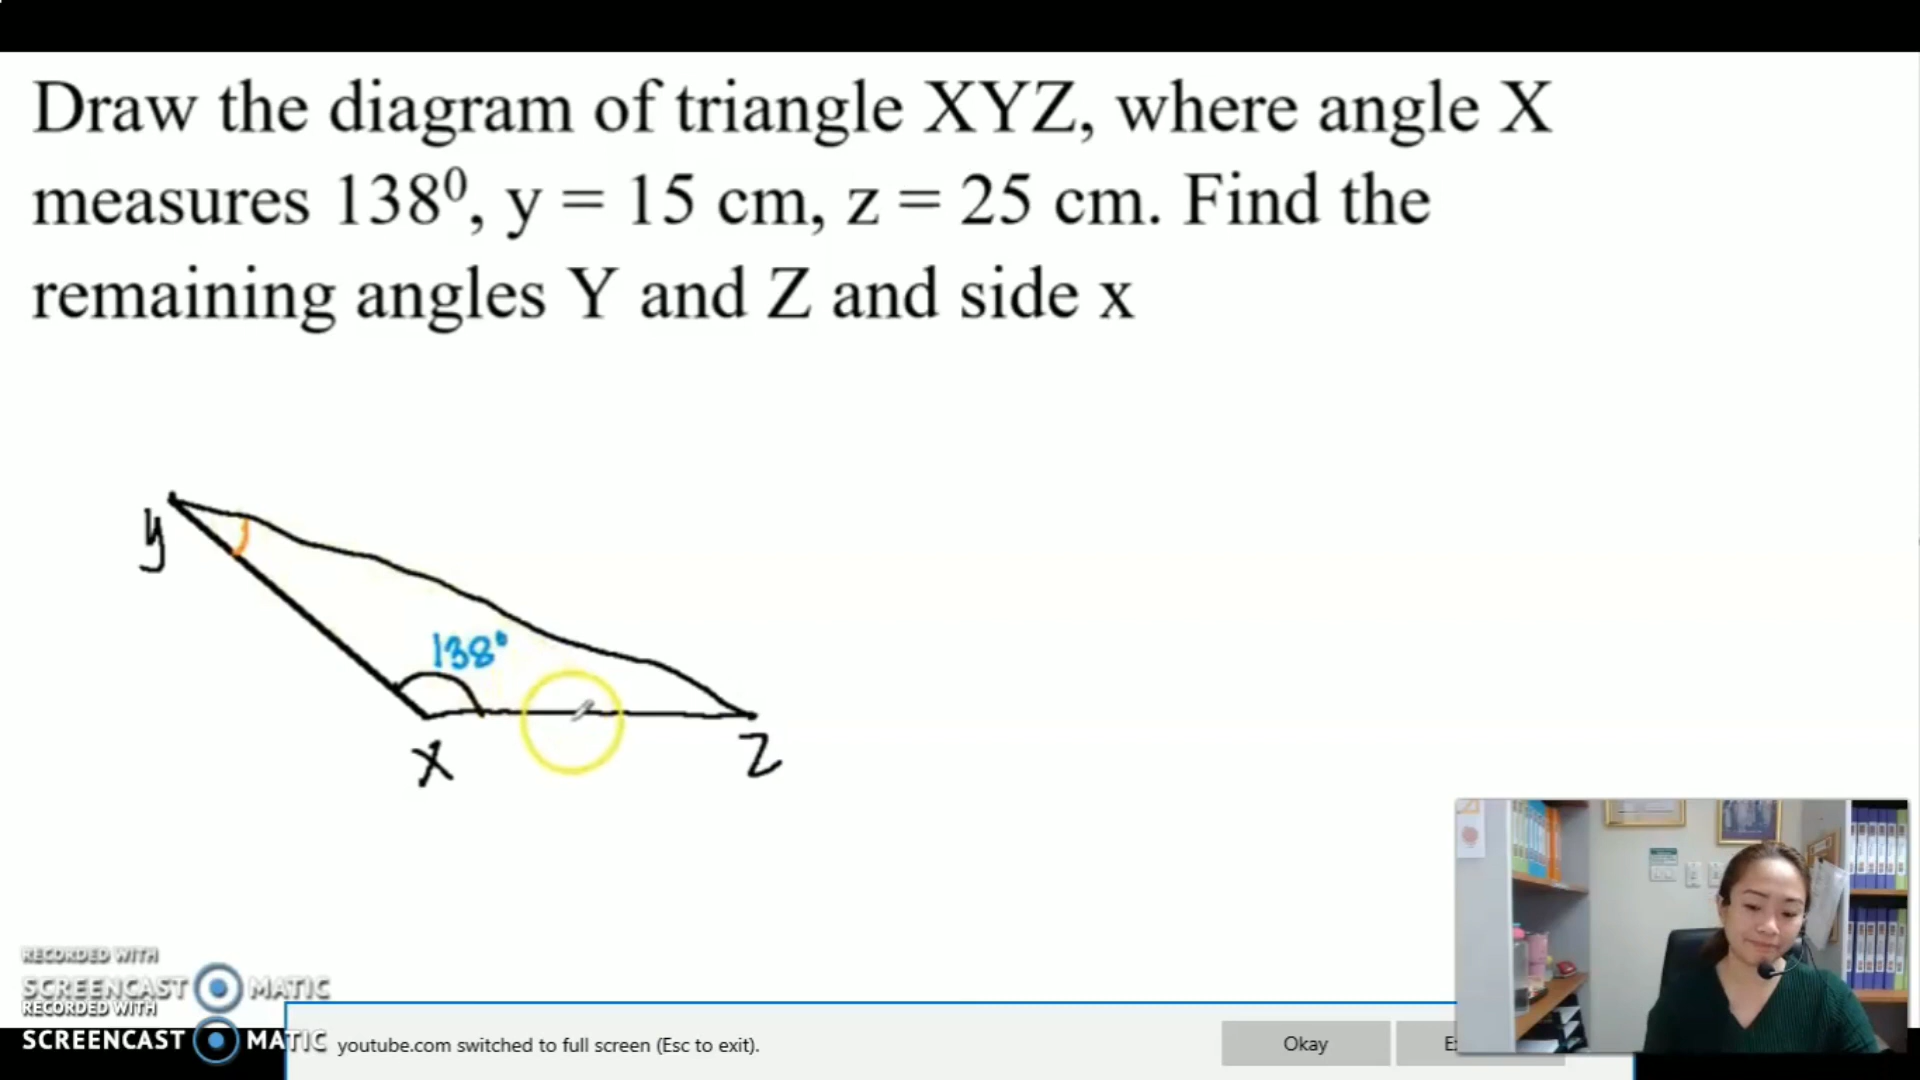 Draw the diagram of triangle XYZ, where angle X
measures 138⁰, y = 15 cm, z = 25 cm. Find the
remaining angles Y and Z and side x
y
138°
X
Z
RECORDED WITH
SCREENCAST MATIC
RECORDED WITH
SCREENCAST MATIC
youtube.com switched to full screen (Esc to exit).
Okay